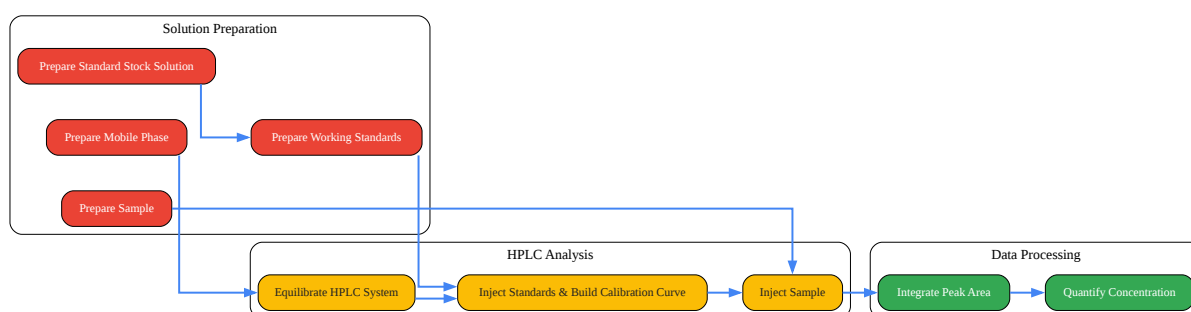 Solution Preparation
Prepare Standard Stock Solution
Prepare Mobile Phase
Prepare Working Standards
Prepare Sample
HPLC Analysis
Data Processing
Equilibrate HPLC System
Inject Standards & Build Calibration Curve
Inject Sample
Integrate Peak Area
Quantify Concentration